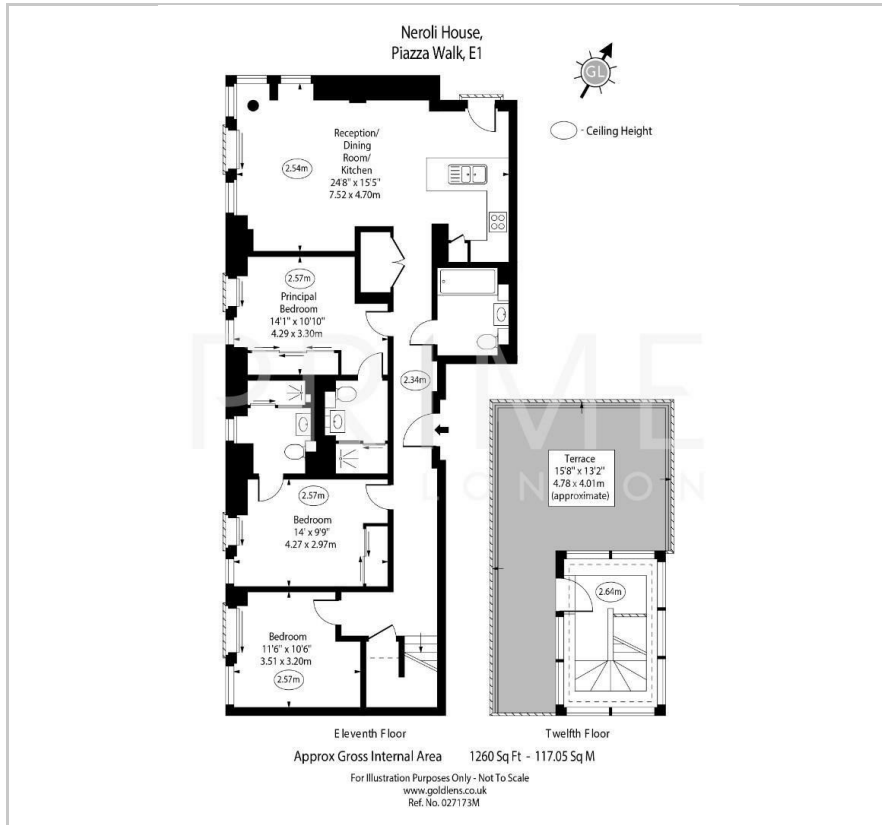 Neroli House,
Piazza Walk, E1
GL
- Ceiling Height
Reception/
Dining
Room/
Kitchen
24'8" x 15'5"
7.52 x 4.70m
2.54m
2.57m
Principal
Bedroom
14'1" x 10'10"
4.29 x 3.30m
2.34m
PRIME
LONDON
2.57m
Bedroom
14' x 9'9"
4.27 x 2.97m
Bedroom
11'6" x 10'6"
3.51 x 3.20m
2.57m
Terrace
15'8" x 13'2"
4.78 x 4.01m
(approximate)
2.64m
Eleventh Floor
Twelfth Floor
Approx Gross Internal Area 1260 Sq Ft - 117.05 Sq M
For Illustration Purposes Only - Not To Scale
www.goldlens.co.uk
Ref. No. 027173M